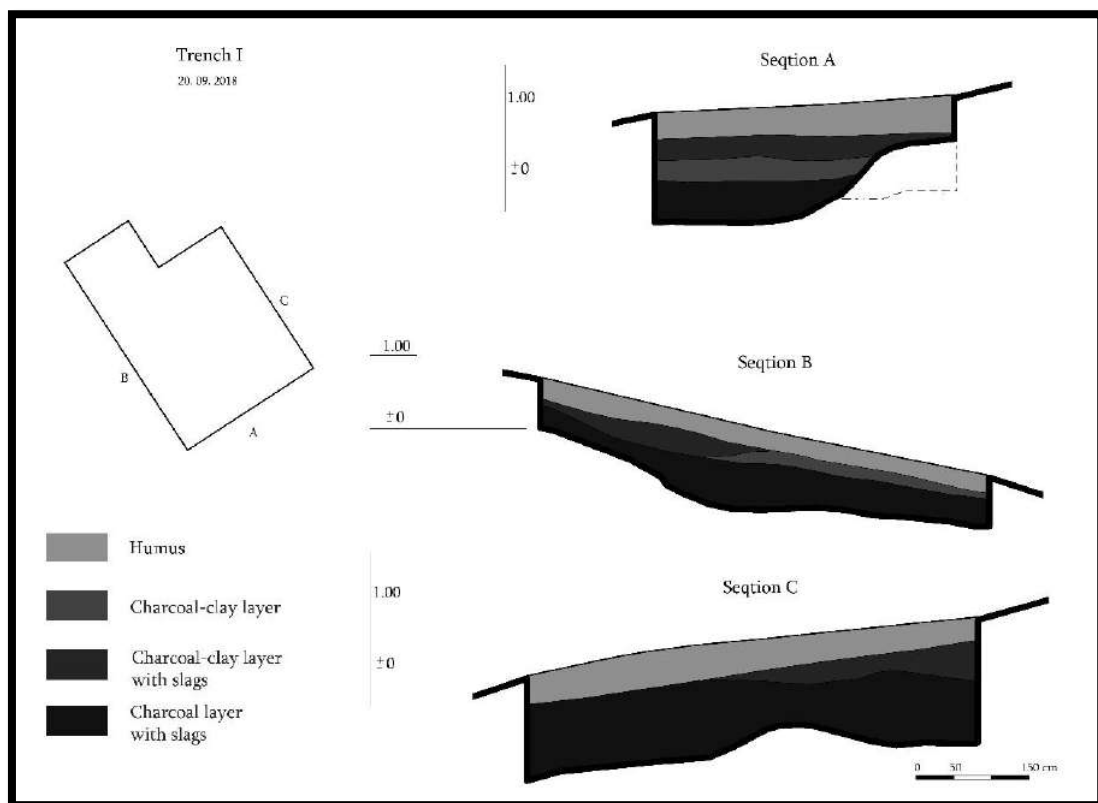 Trench I
20. 09. 2018
Seqtion A
1.00
±0
C
B
A
Seqtion B
1.00
±0
Seqtion C
1.00
±0
Humus
Charcoal-clay layer
Charcoal-clay layer
with slags
Charcoal layer
with slags
0 50 150 cm